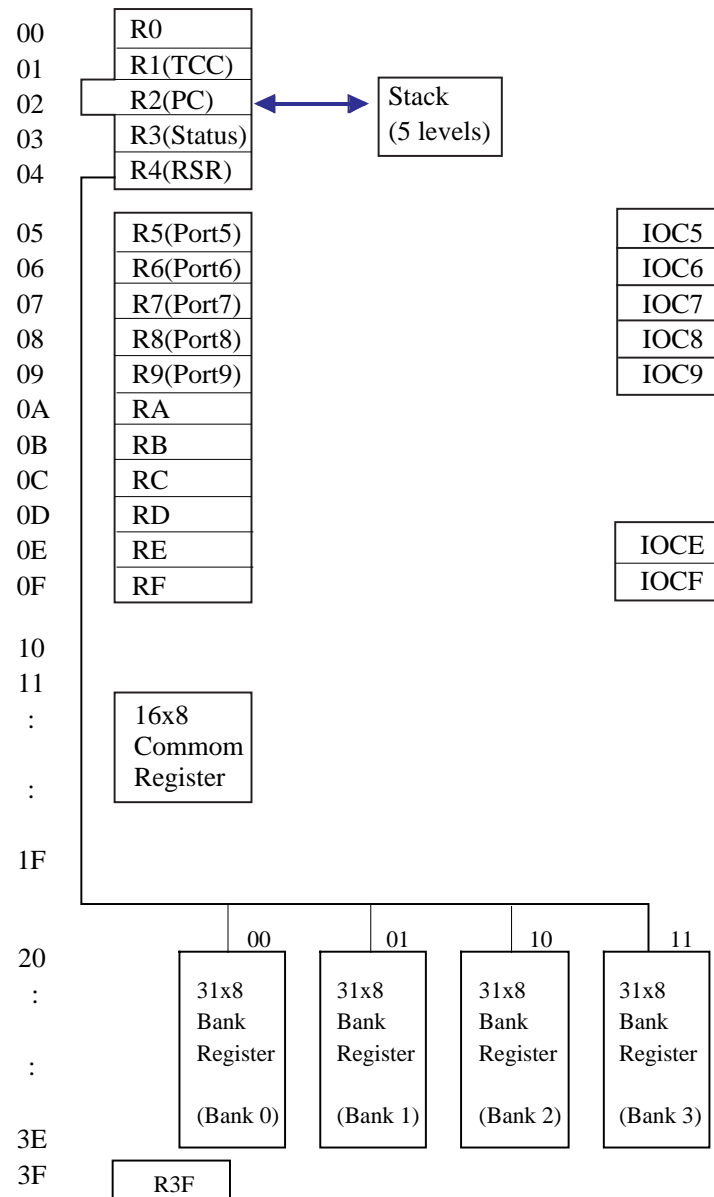 00 R0
01 R1(TCC)
02 R2(PC) Stack
(5 levels)
03 R3(Status)
04 R4(RSR)
05 R5(Port5) IOC5
06 R6(Port6) IOC6
07 R7(Port7) IOC7
08 R8(Port8) IOC8
09 R9(Port9) IOC9
0A RA
0B RB
0C RC
0D RD
0E RE IOCE
0F RF IOCF
10
11
: 16x8
Commom
: Register
1F
00 01 10 11
20
: 31x8 31x8 31x8 31x8
Bank Bank Bank Bank
Register Register Register Register
:
(Bank 0) (Bank 1) (Bank 2) (Bank 3)
3E
3F R3F